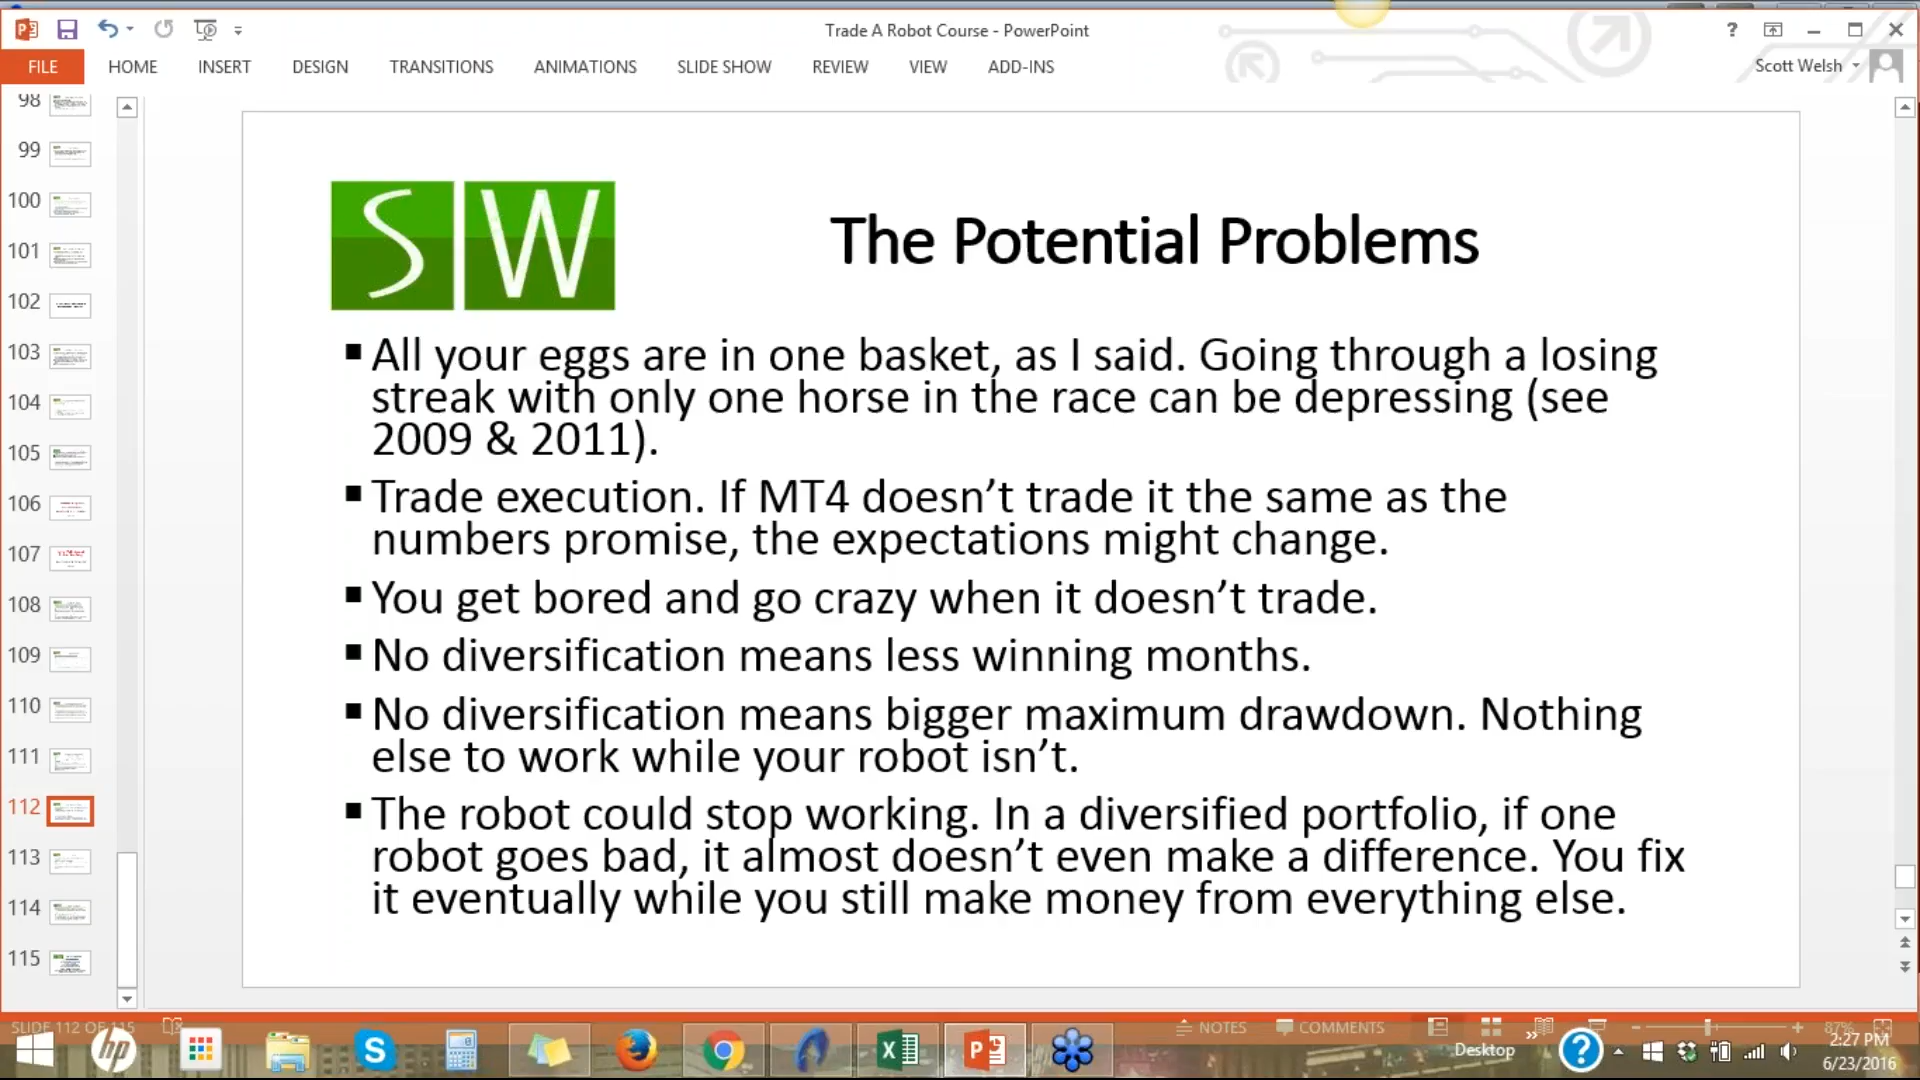 Trade A Robot Course - PowerPoint
?
FILE HOME INSERT DESIGN TRANSITIONS ANIMATIONS SLIDE SHOW REVIEW VIEW ADD-INS
Scott Welsh
98
99
100
101
102
103
104
105
106
107
108
109
110
111
112
113
114
115
SW
The Potential Problems
▪ All your eggs are in one basket, as I said. Going through a losing
streak with only one horse in the race can be depressing (see
2009 & 2011).
▪ Trade execution. If MT4 doesn’t trade it the same as the
numbers promise, the expectations might change.
▪ You get bored and go crazy when it doesn’t trade.
▪ No diversification means less winning months.
▪ No diversification means bigger maximum drawdown. Nothing
else to work while your robot isn’t.
▪ The robot could stop working. In a diversified portfolio, if one
robot goes bad, it almost doesn’t even make a difference. You fix
it eventually while you still make money from everything else.
SLIDE 112 OF 115
NOTES COMMENTS
87%
hp
S
X
P
Desktop
?
2:27 PM
6/23/2016